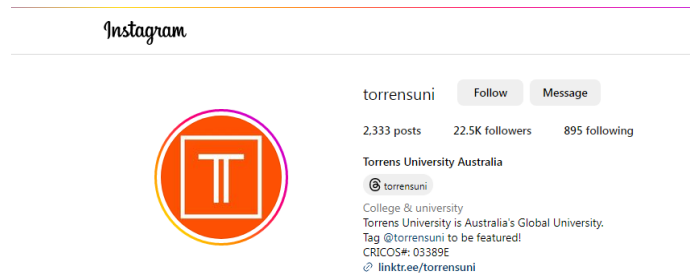 Instagram
torrensuni Follow Message
2,333 posts 22.5K followers 895 following
Torrens University Australia
torrensuni
College & university
Torrens University is Australia's Global University.
Tag @torrensuni to be featured!
CRICOS#: 03389E
linktr.ee/torrensuni